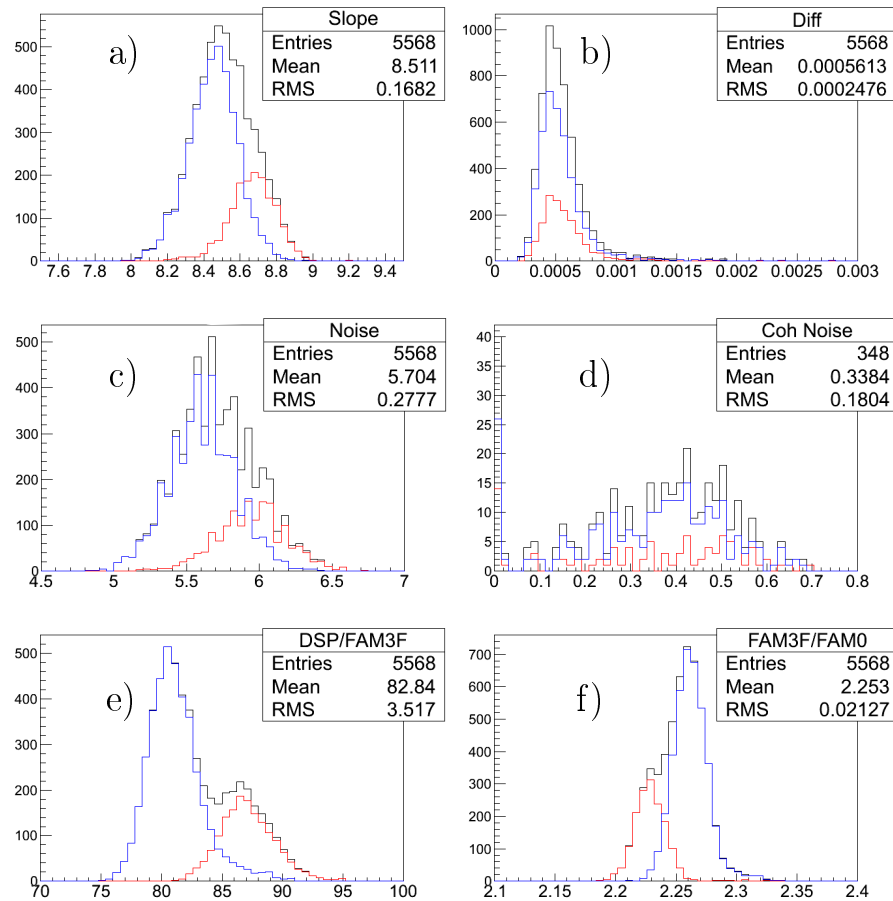 Slope
Entries 5568
Mean 8.511
RMS 0.1682
a)
500
400
300
200
100
0
7.6 7.8 8 8.2 8.4 8.6 8.8 9 9.2 9.4
Diff
Entries 5568
Mean 0.0005613
RMS 0.0002476
b)
1000
800
600
400
200
0
0 0.0005 0.001 0.0015 0.002 0.0025 0.003
Noise
Entries 5568
Mean 5.704
RMS 0.2777
c)
500
400
300
200
100
0
4.5 5 5.5 6 6.5 7
Coh Noise
Entries 348
Mean 0.3384
RMS 0.1804
d)
40
35
30
25
20
15
10
5
0
0 0.1 0.2 0.3 0.4 0.5 0.6 0.7 0.8
DSP/FAM3F
Entries 5568
Mean 82.84
RMS 3.517
e)
500
400
300
200
100
0
70 75 80 85 90 95 100
FAM3F/FAM0
Entries 5568
Mean 2.253
RMS 0.02127
f)
700
600
500
400
300
200
100
0
2.1 2.15 2.2 2.25 2.3 2.35 2.4